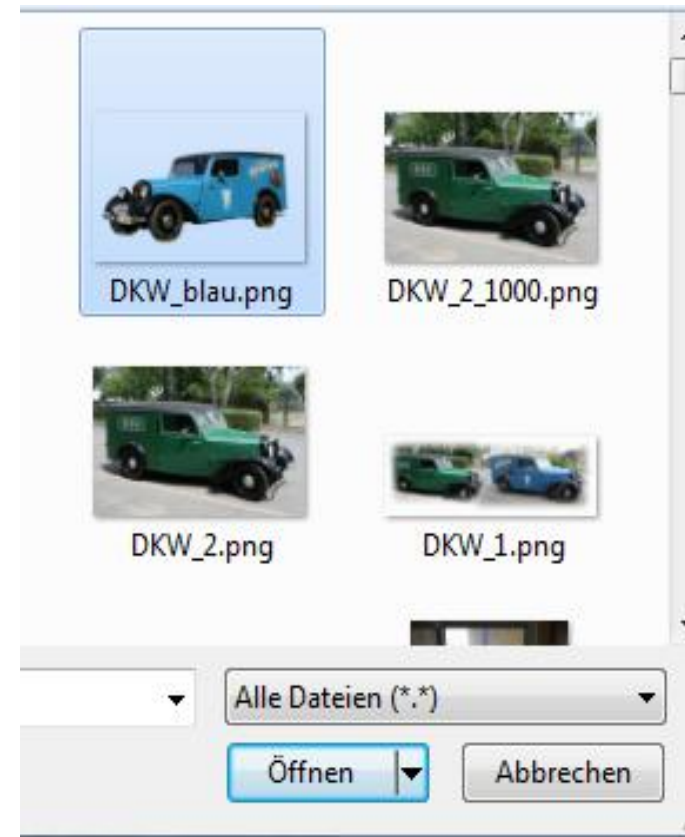 DKW_blau.png
DKW_2_1000.png
DKW_2.png
DKW_1.png
Alle Dateien (*.*)
Öffnen
Abbrechen